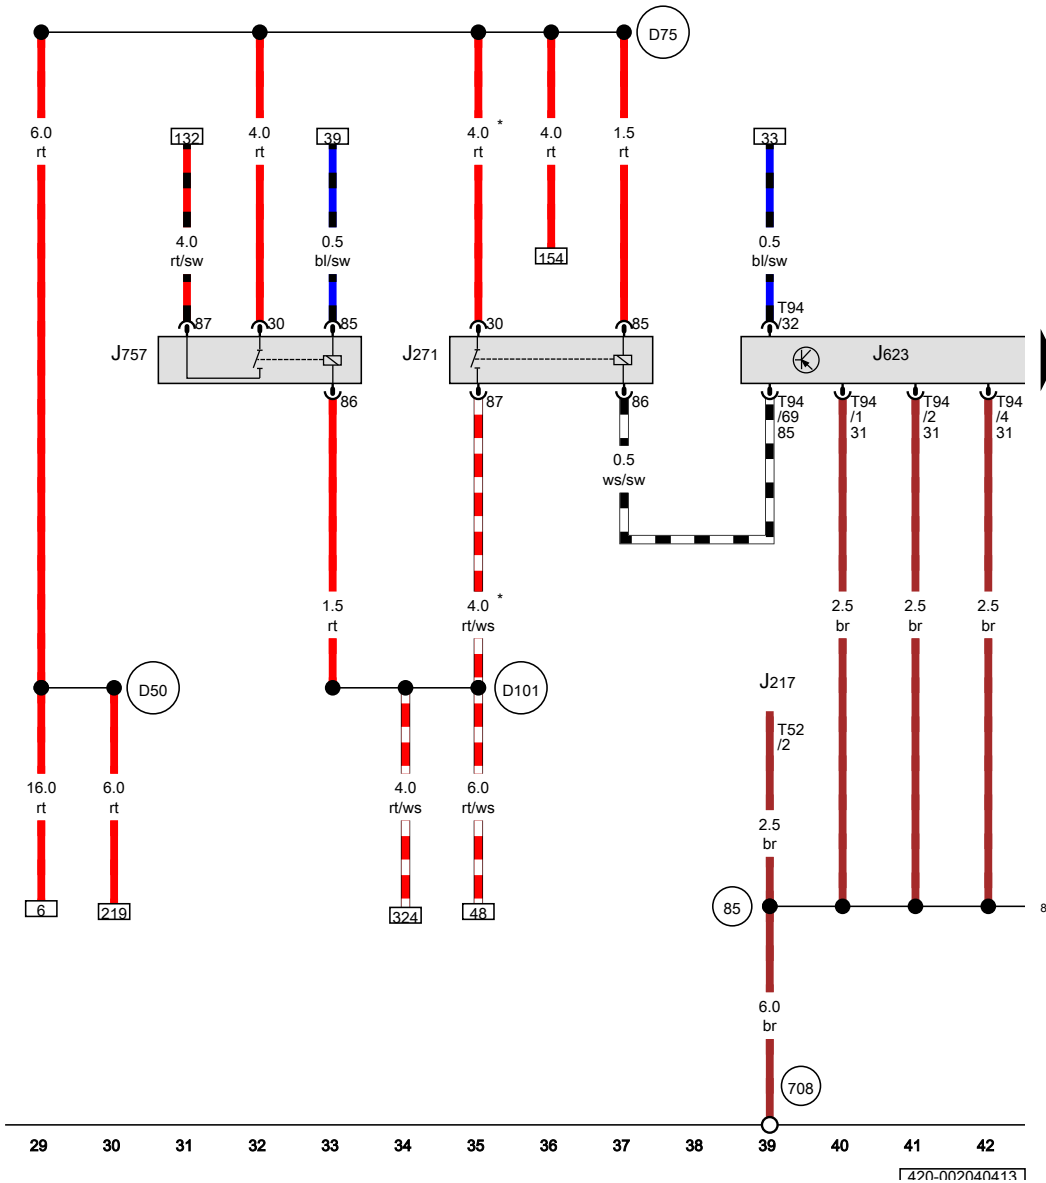 D75
6.0 4.0 4.0 * 4.0 1.5
rt rt rt rt rt
132 39 33
4.0 0.5 0.5
rt/sw bl/sw bl/sw
154
T94
/32
87 30 85 30 85
J757 J271 J623
86 87 86 T94 T94 T94 T94
/69 /1 /2 /4
85 31 31 31
0.5
ws/sw
1.5 4.0 * 2.5 2.5 2.5
rt rt/ws br br br
D50 D101 J217
T52
/2
16.0 6.0 4.0 6.0
rt rt rt/ws rt/ws
2.5
br
6 219 324 48 85 8
6.0
br
708
29 30 31 32 33 34 35 36 37 38 39 40 41 42
420-002040413